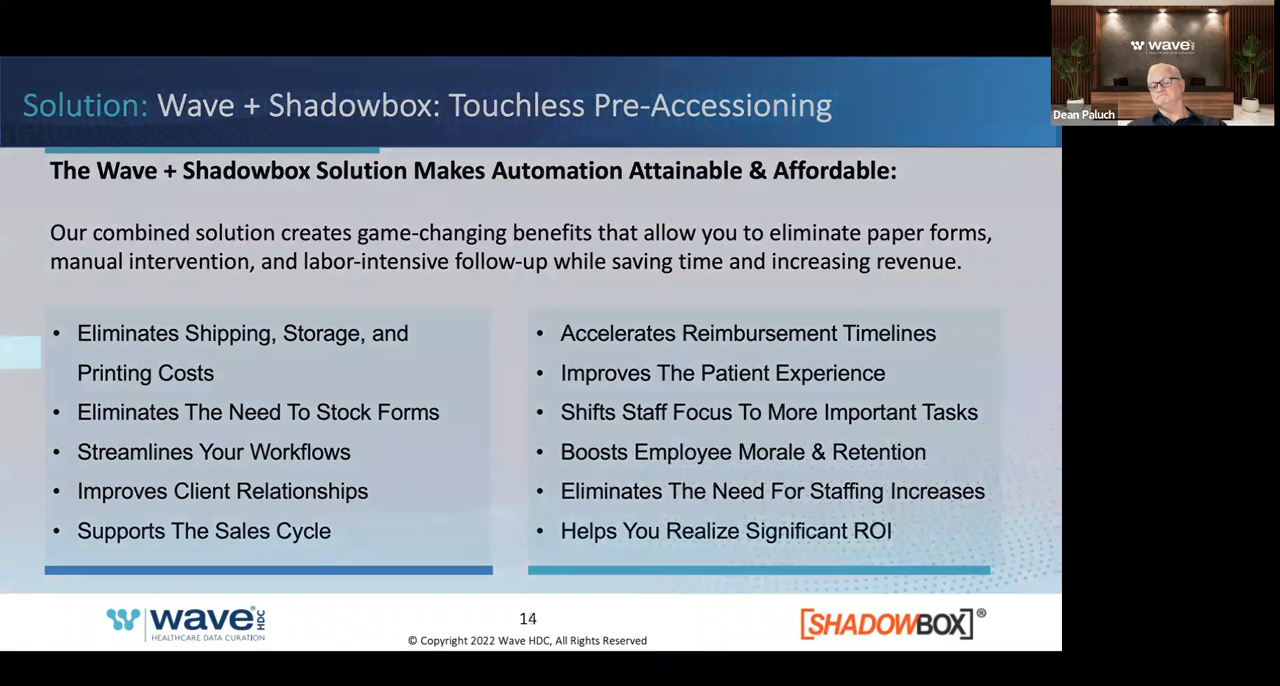 Solution: Wave + Shadowbox: Touchless Pre-Accessioning
wave
Dean Paluch
The Wave + Shadowbox Solution Makes Automation Attainable & Affordable:
Our combined solution creates game-changing benefits that allow you to eliminate paper forms,
manual intervention, and labor-intensive follow-up while saving time and increasing revenue.
• Eliminates Shipping, Storage, and
Printing Costs
• Eliminates The Need To Stock Forms
• Streamlines Your Workflows
• Improves Client Relationships
• Supports The Sales Cycle
• Accelerates Reimbursement Timelines
• Improves The Patient Experience
• Shifts Staff Focus To More Important Tasks
• Boosts Employee Morale & Retention
• Eliminates The Need For Staffing Increases
• Helps You Realize Significant ROI
wave® HDC
HEALTHCARE DATA CURATION
14
© Copyright 2022 Wave HDC, All Rights Reserved
[SHADOWBOX]®